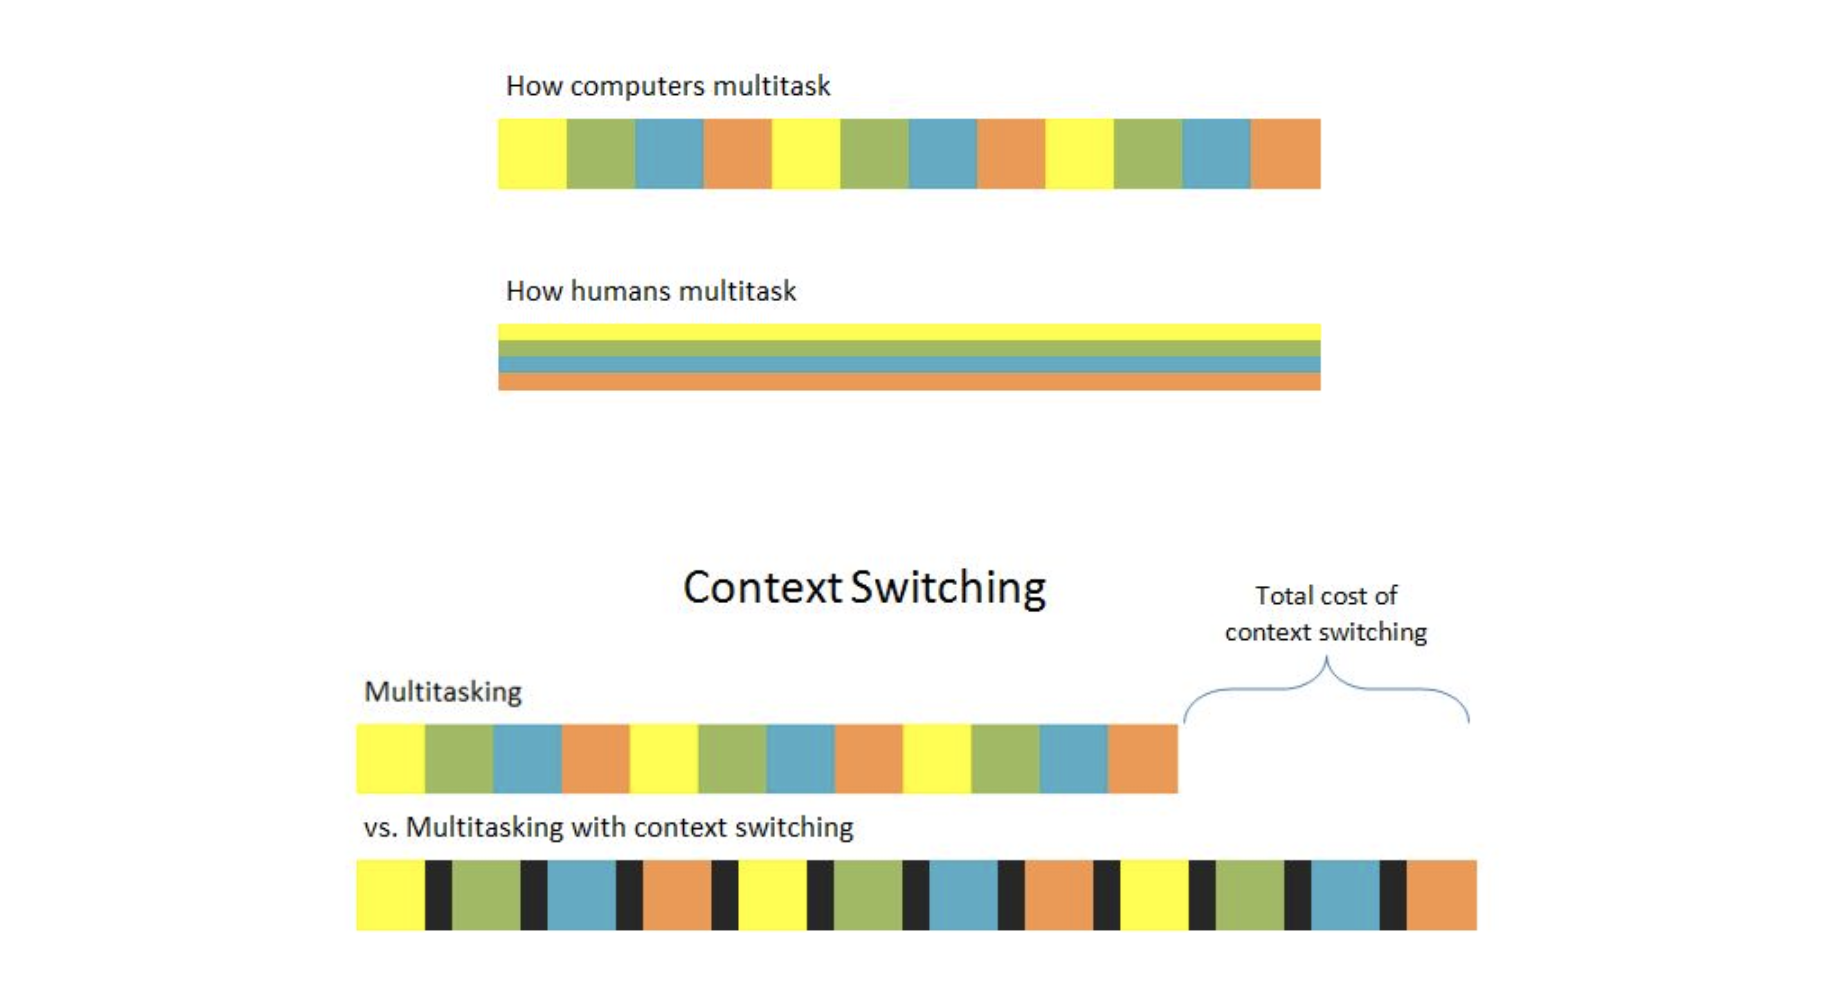 How computers multitask
How humans multitask
Context Switching
Total cost of
context switching
Multitasking
vs. Multitasking with context switching